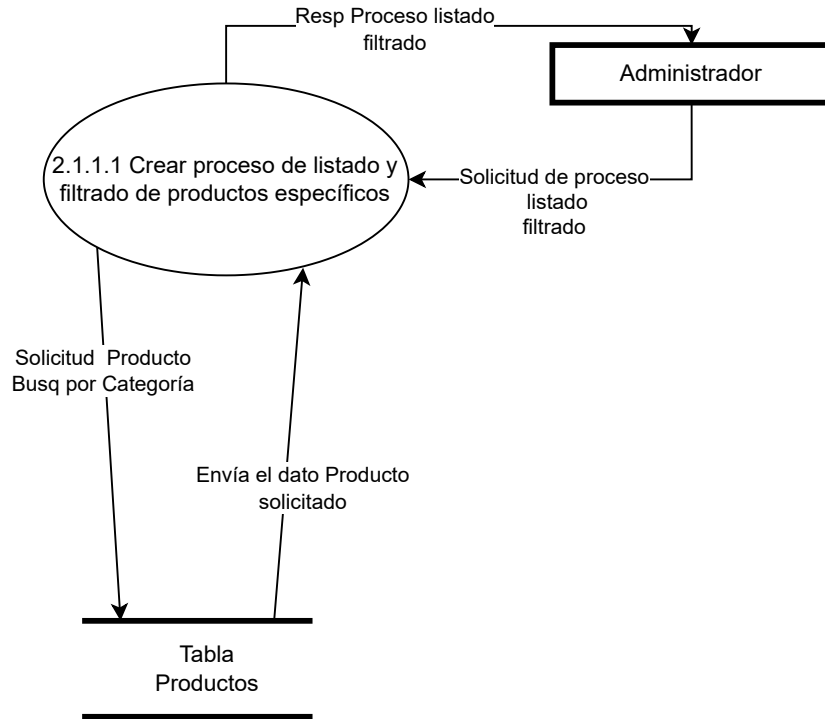 Resp Proceso listado
filtrado
Administrador
2.1.1.1 Crear proceso de listado y
filtrado de productos específicos
Solicitud de proceso
listado
filtrado
Solicitud  Producto
Busq por Categoría
Envía el dato Producto
solicitado
Tabla
Productos